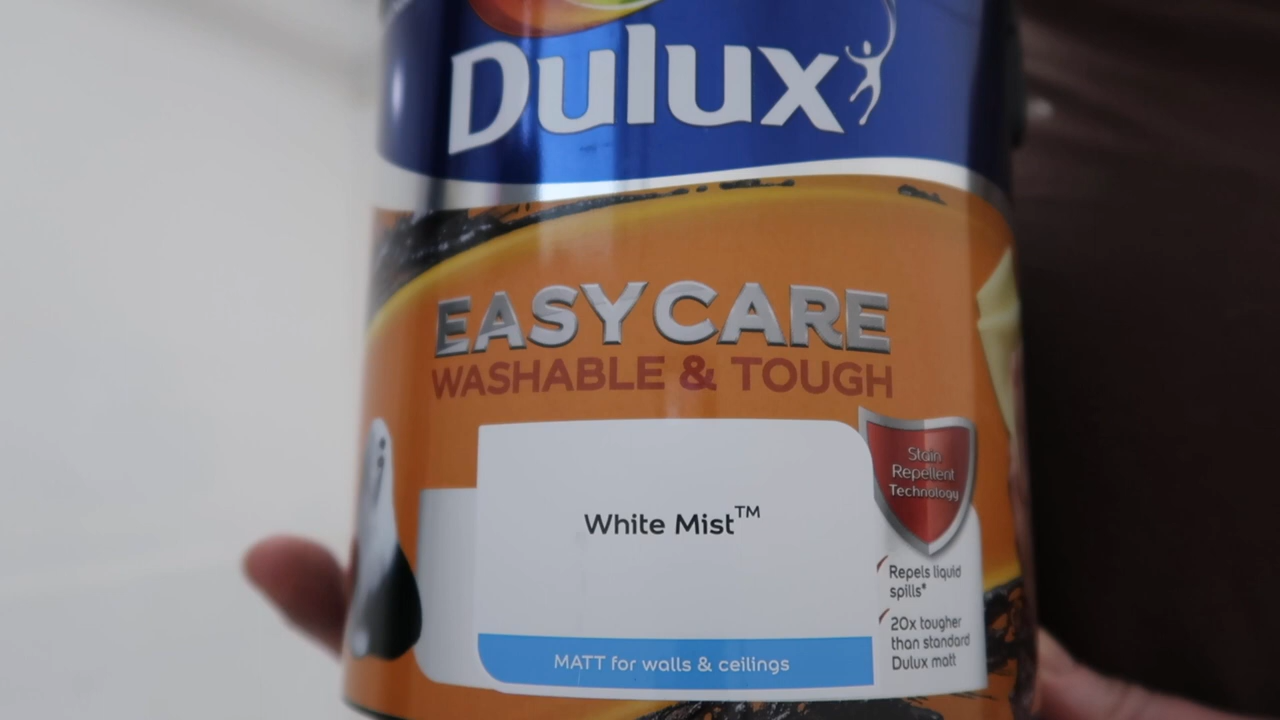 Dulux
EASYCARE
WASHABLE & TOUGH
White Mist™
MATT for walls & ceilings
Stain
Repellent
Technology
Repels liquid
spills*
20x tougher
than standard
Dulux matt